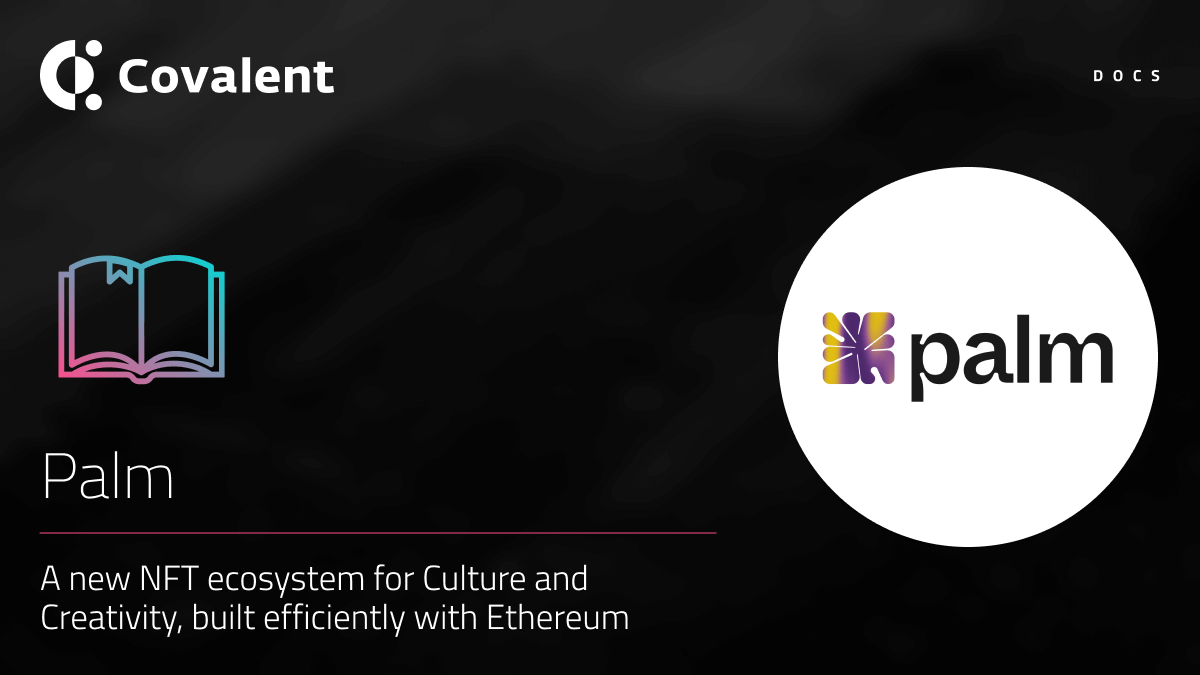 Covalent
DOCS
palm
Palm
A new NFT ecosystem for Culture and
Creativity, built efficiently with Ethereum